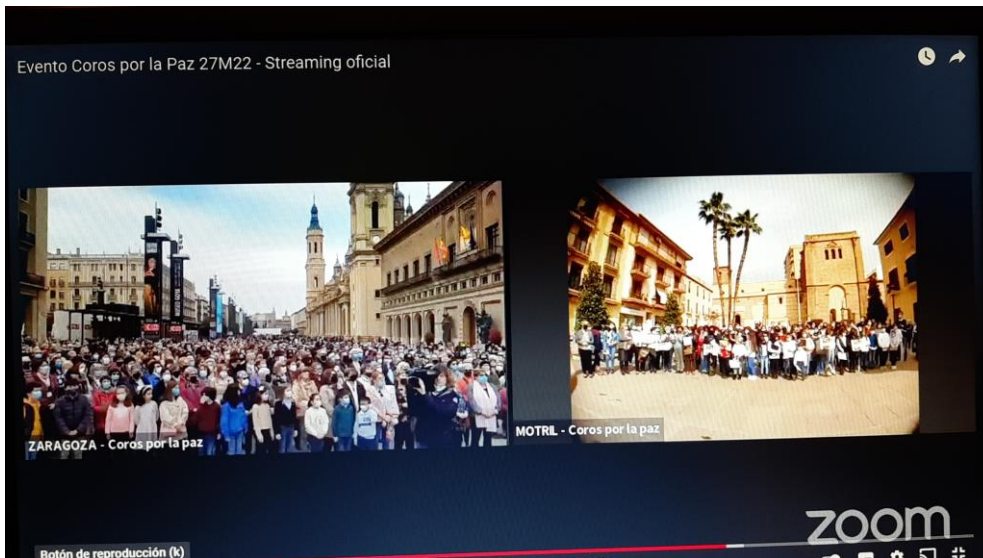 Evento Coros por la Paz 27M22 - Streaming oficial
ZARAGOZA - Coros por la paz
MOTRIL - Coros por la paz
zoom
Botón de reproducción (k)